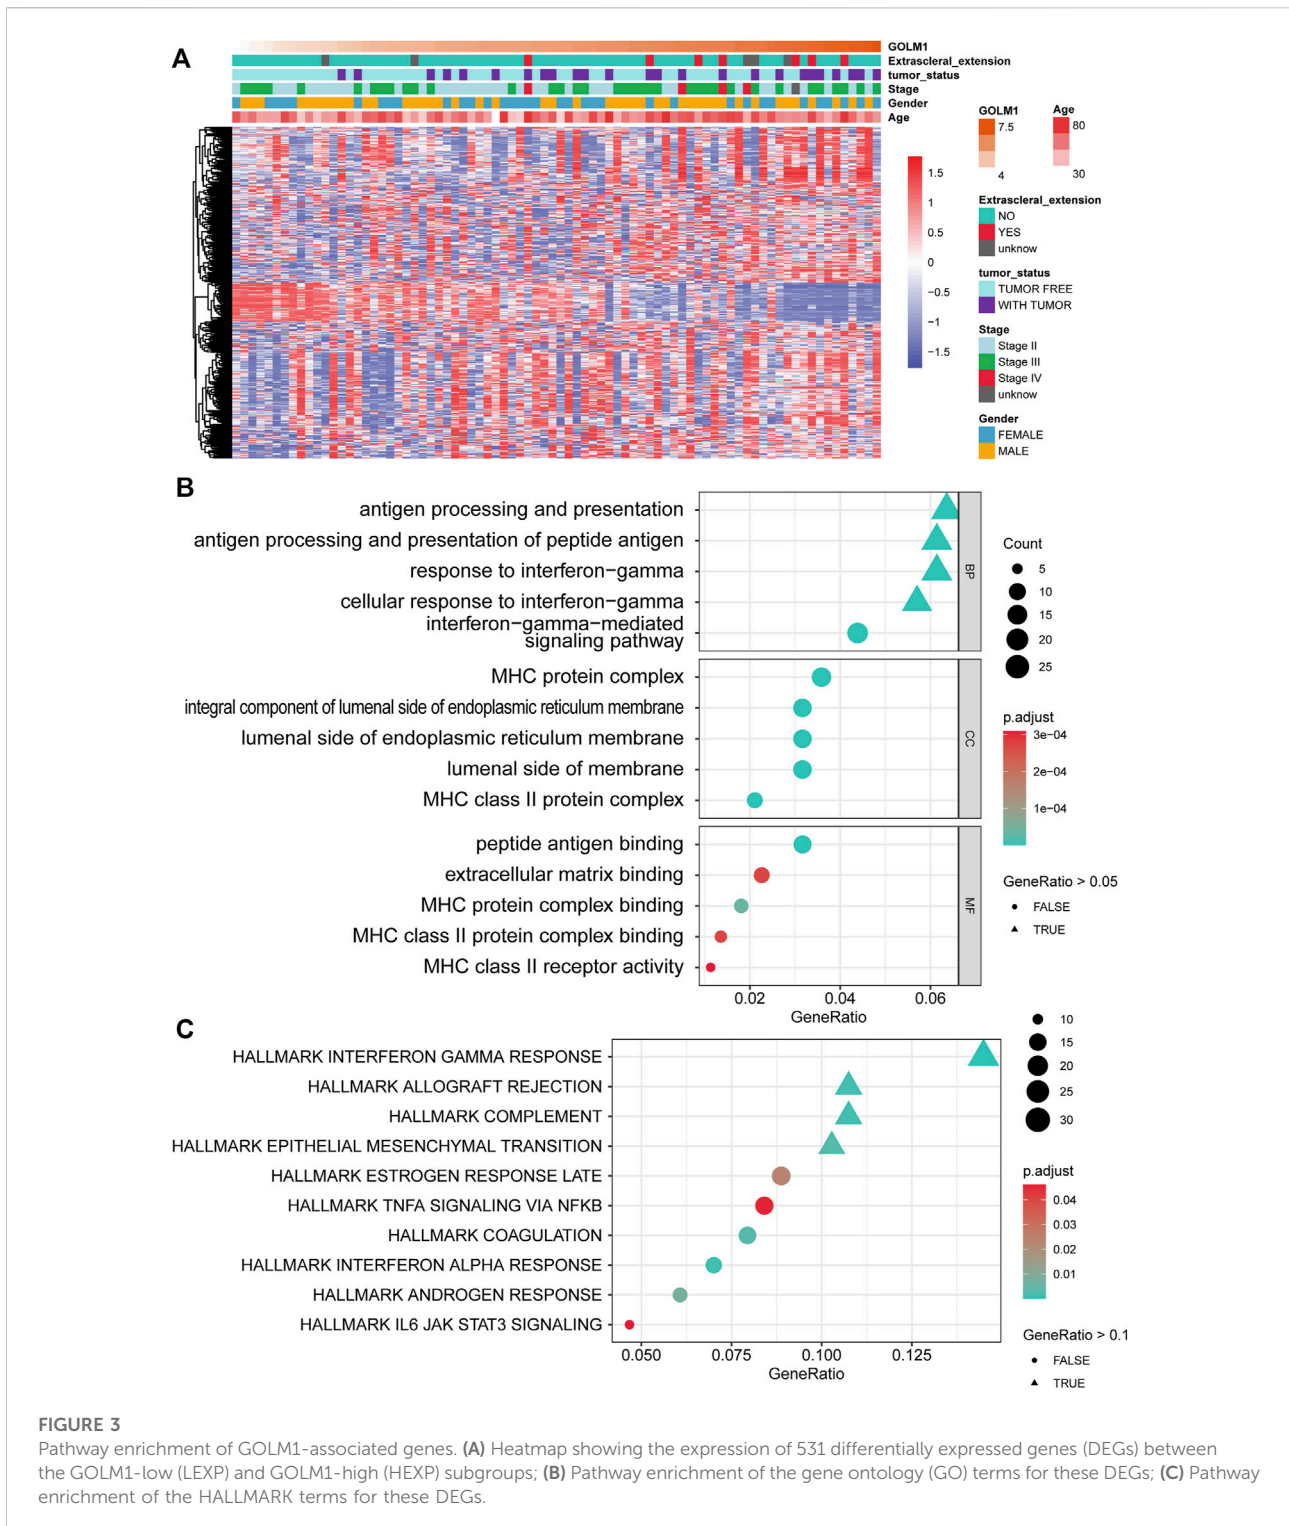 A
GOLM1
Extrascleral_extension
tumor_status
Stage
Gender
Age
1.5
1
0.5
0
−0.5
−1
−1.5
GOLM1
7.5
4
Age
80
30
Extrascleral_extension
NO
YES
unknow
tumor_status
TUMOR FREE
WITH TUMOR
Stage
Stage II
Stage III
Stage IV
unknow
Gender
FEMALE
MALE
B
antigen processing and presentation
antigen processing and presentation of peptide antigen
response to interferon−gamma
cellular response to interferon−gamma
interferon−gamma−mediated
signaling pathway
BP
MHC protein complex
integral component of lumenal side of endoplasmic reticulum membrane
lumenal side of endoplasmic reticulum membrane
lumenal side of membrane
MHC class II protein complex
CC
peptide antigen binding
extracellular matrix binding
MHC protein complex binding
MHC class II protein complex binding
MHC class II receptor activity
MF
0.02 0.04 0.06
GeneRatio
Count
5
10
15
20
25
p.adjust
3e−04
2e−04
1e−04
GeneRatio > 0.05
FALSE
TRUE
C
HALLMARK INTERFERON GAMMA RESPONSE
HALLMARK ALLOGRAFT REJECTION
HALLMARK COMPLEMENT
HALLMARK EPITHELIAL MESENCHYMAL TRANSITION
HALLMARK ESTROGEN RESPONSE LATE
HALLMARK TNFA SIGNALING VIA NFKB
HALLMARK COAGULATION
HALLMARK INTERFERON ALPHA RESPONSE
HALLMARK ANDROGEN RESPONSE
HALLMARK IL6 JAK STAT3 SIGNALING
0.050 0.075 0.100 0.125
GeneRatio
10
15
20
25
30
p.adjust
0.04
0.03
0.02
0.01
GeneRatio > 0.1
FALSE
TRUE
FIGURE 3
Pathway enrichment of GOLM1-associated genes. (A) Heatmap showing the expression of 531 differentially expressed genes (DEGs) between
the GOLM1-low (LEXP) and GOLM1-high (HEXP) subgroups; (B) Pathway enrichment of the gene ontology (GO) terms for these DEGs; (C) Pathway
enrichment of the HALLMARK terms for these DEGs.